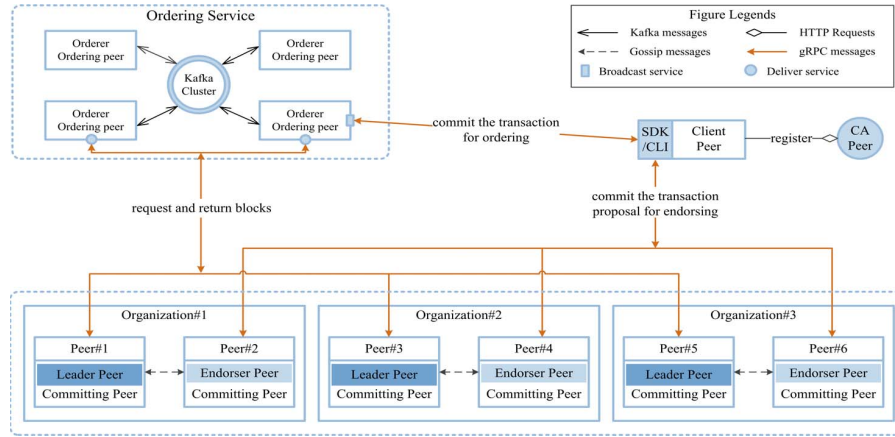 Ordering Service
Orderer
Ordering peer
Orderer
Ordering peer
Kafka
Cluster
Orderer
Ordering peer
Orderer
Ordering peer
Figure Legends
Kafka messages
HTTP Requests
Gossip messages
gRPC messages
Broadcast service
Deliver service
commit the transaction
for ordering
SDK
/CLI
Client
Peer
register
CA
Peer
request and return blocks
commit the transaction
proposal for endorsing
Organization#1
Organization#2
Organization#3
Peer#1
Leader Peer
Committing Peer
Peer#2
Endorser Peer
Committing Peer
Peer#3
Leader Peer
Committing Peer
Peer#4
Endorser Peer
Committing Peer
Peer#5
Leader Peer
Committing Peer
Peer#6
Endorser Peer
Committing Peer